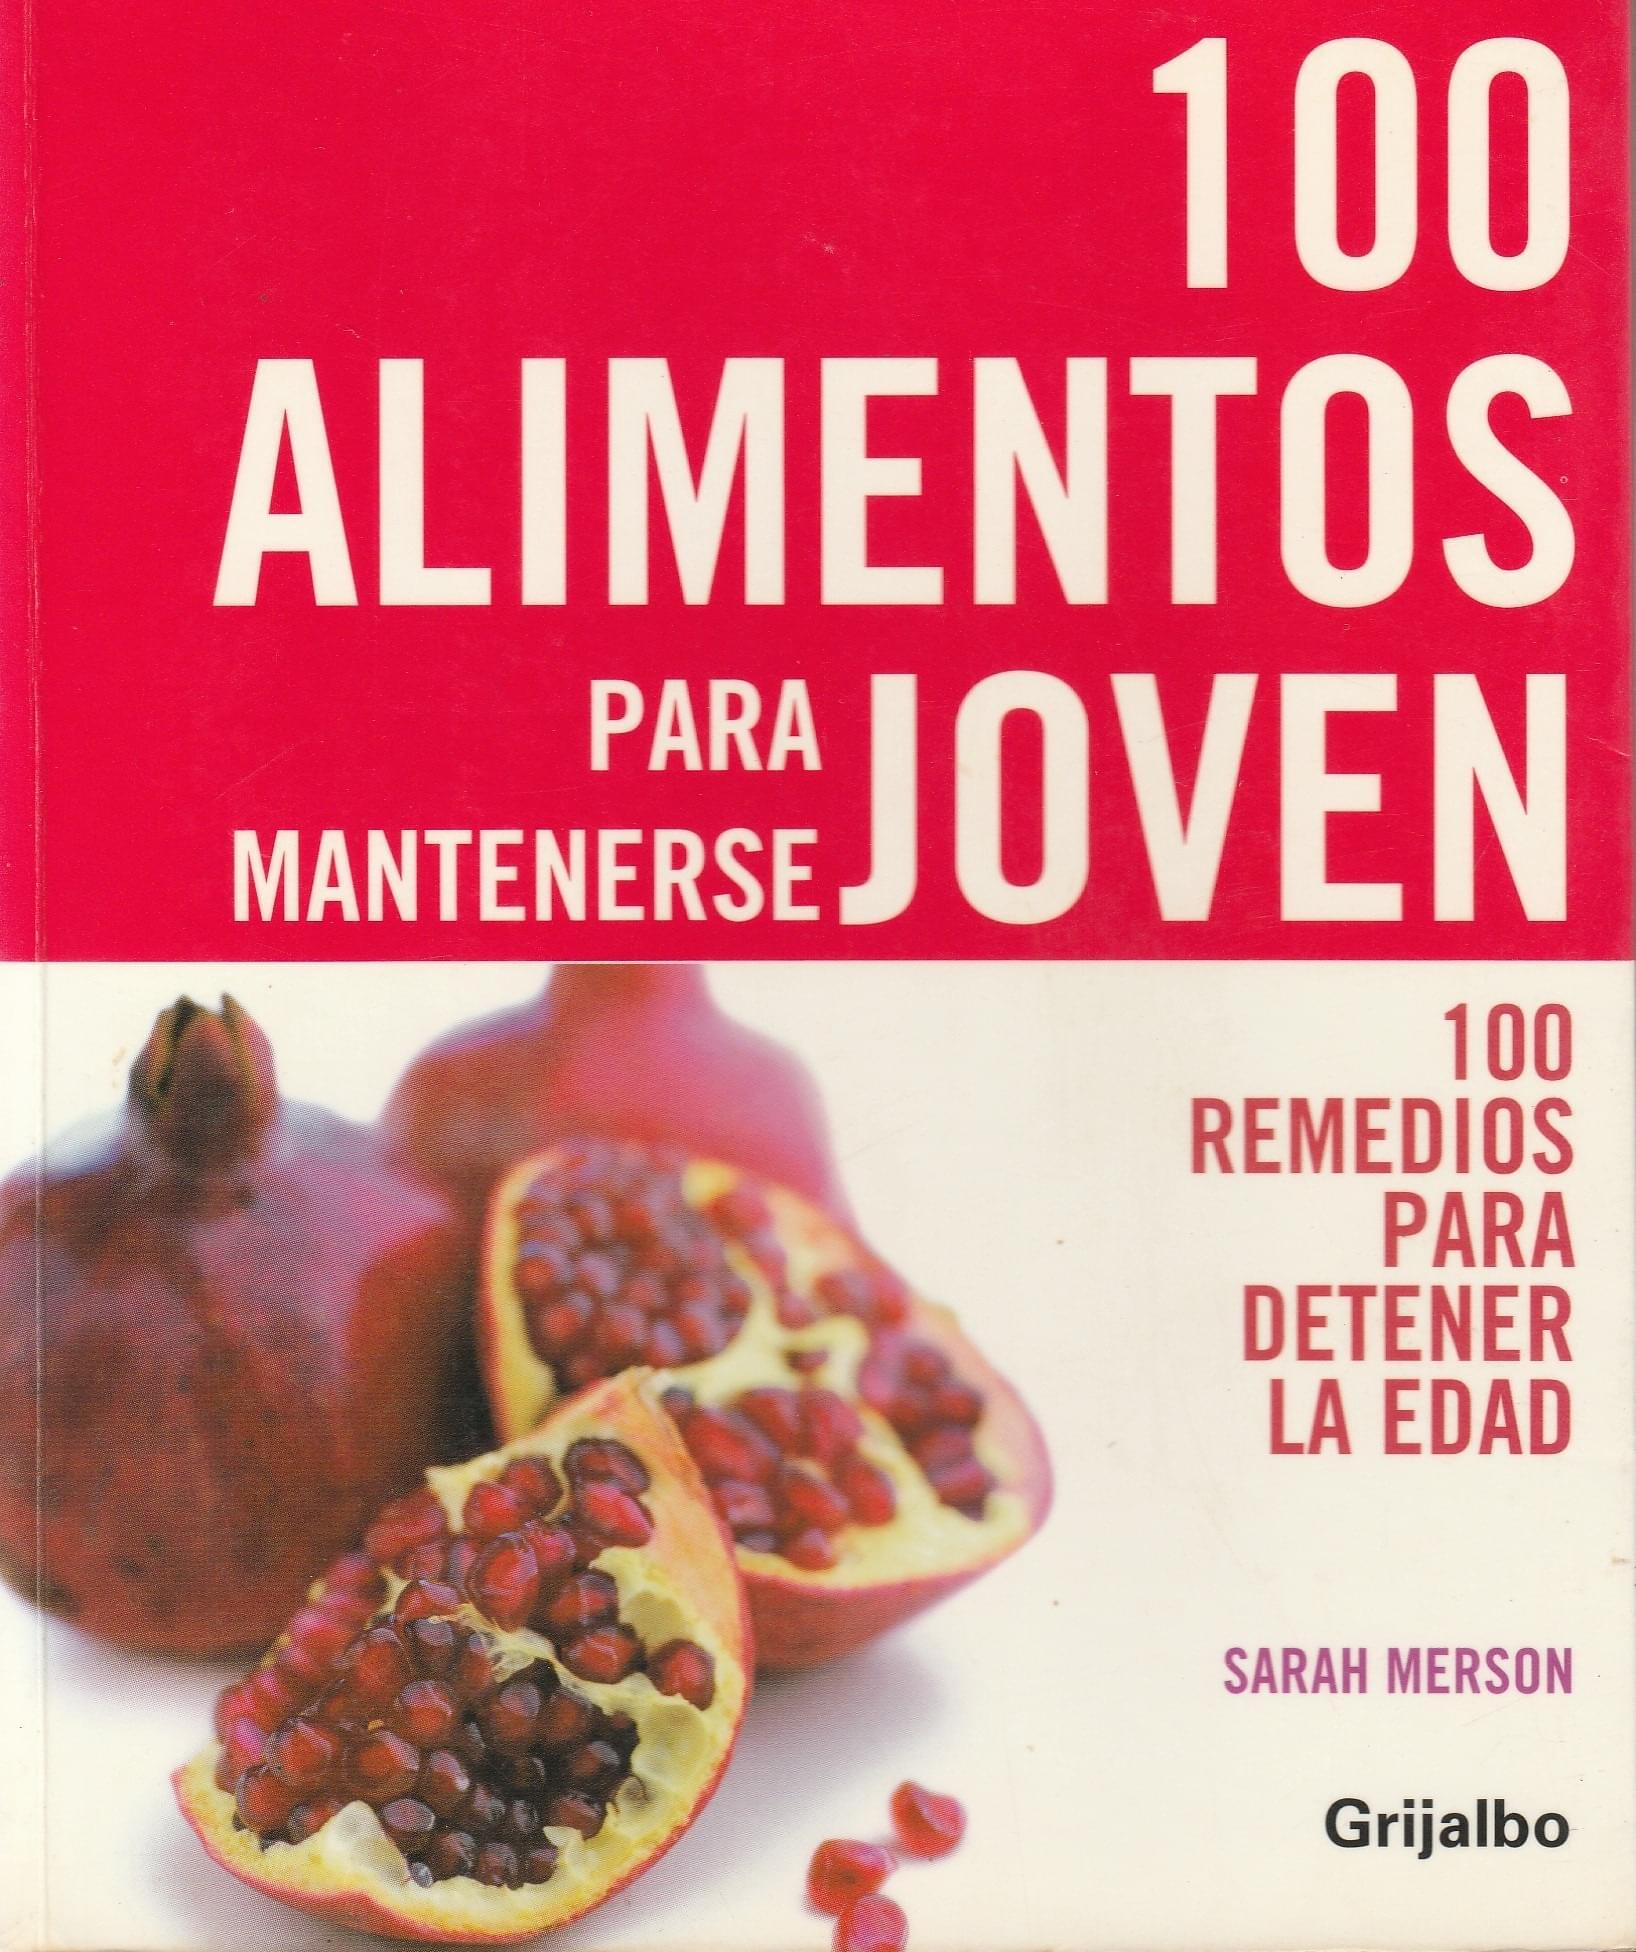 100
ALIMENTOS
PARA
MANTENERSE JOVEN
100
REMEDIOS
PARA
DETENER
LA EDAD
SARAH MERSON
Grijalbo